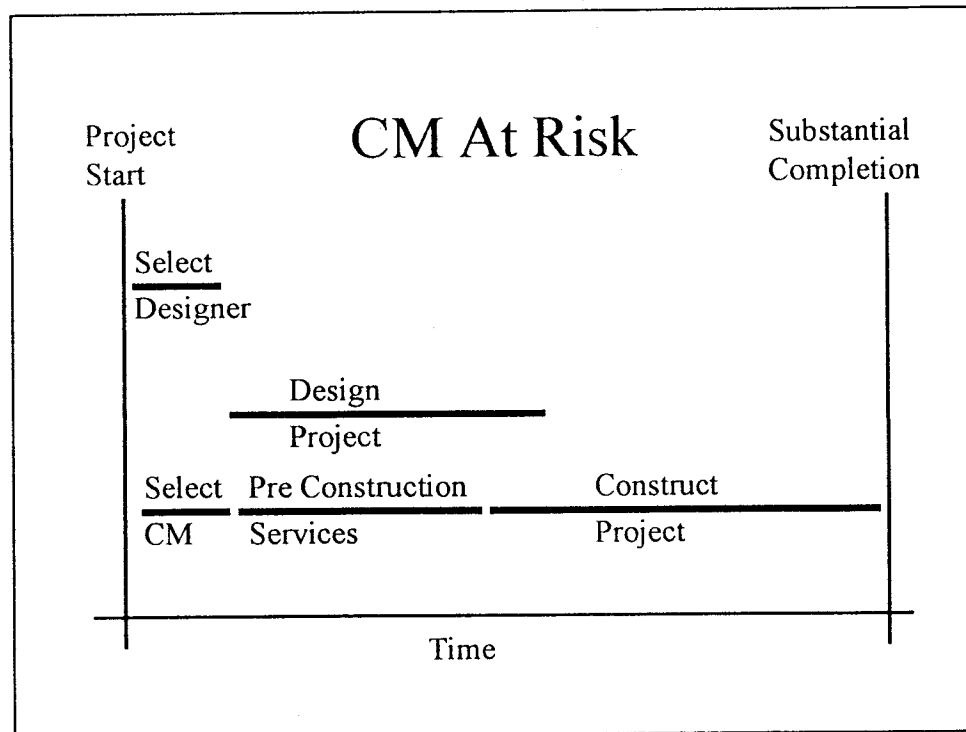 CM At Risk
Project
Start
Substantial
Completion
Select
Designer
Design
Project
Select
CM
Pre Construction
Services
Construct
Project
Time